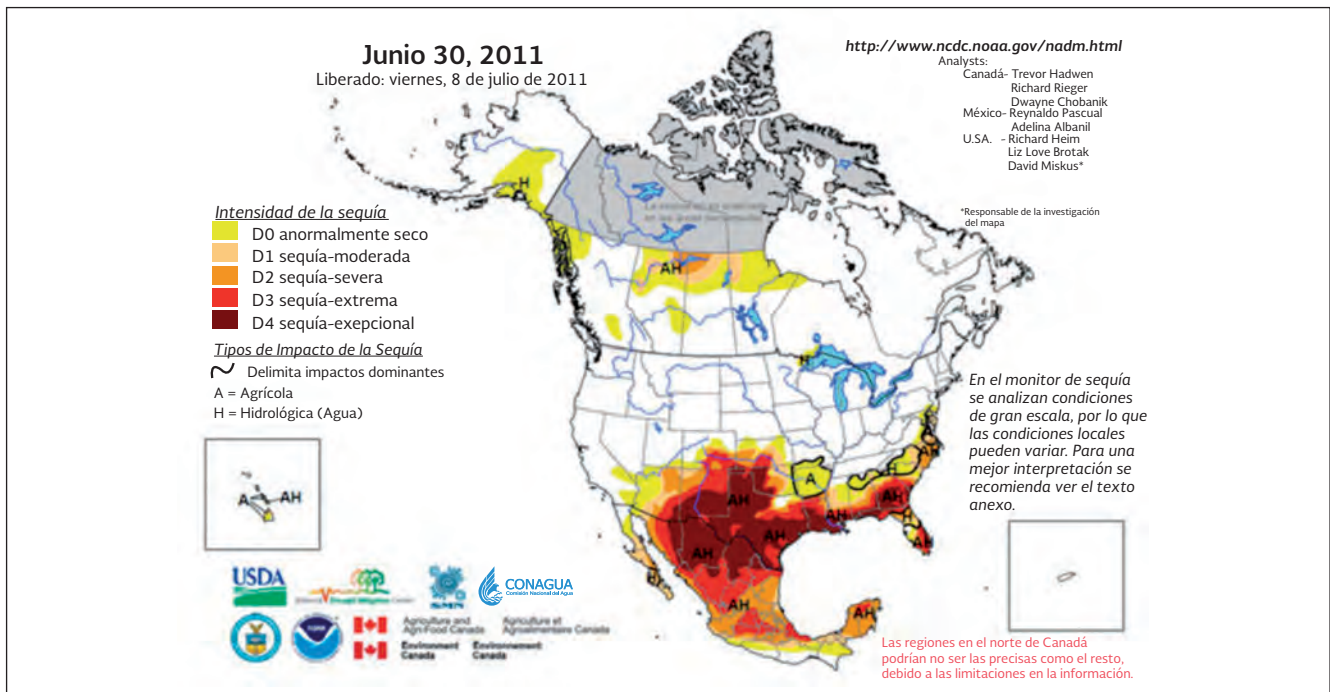 Junio 30, 2011
Liberado: viernes, 8 de julio de 2011
http://www.ncdc.noaa.gov/nadm.html
Analysts:
Canadá- Trevor Hadwen
Richard Rieger
Dwayne Chobanik
México- Reynaldo Pascual
Adelina Albanil
U.S.A. - Richard Heim
Liz Love Brotak
David Miskus*
*Responsable de la investigación
del mapa
Intensidad de la sequía
D0 anormalmente seco
D1 sequía-moderada
D2 sequía-severa
D3 sequía-extrema
D4 sequía-exepcional
Tipos de Impacto de la Sequía
Delimita impactos dominantes
A = Agrícola
H = Hidrológica (Agua)
H
AH
H
A
AH
A
AH
H
A
AH
AH
AH
H
AH
AH
AH
H
AH
AH
En el monitor de sequía
se analizan condiciones
de gran escala, por lo que
las condiciones locales
pueden variar. Para una
mejor interpretación se
recomienda ver el texto
anexo.
USDA
CONAGUA
Comisión Nacional del Agua
Agriculture and Agri-Food Canada
Agriculture et Agroalimentaire Canada
Environment Canada
Environnement Canada
Las regiones en el norte de Canadá
podrían no ser las precisas como el resto,
debido a las limitaciones en la información.